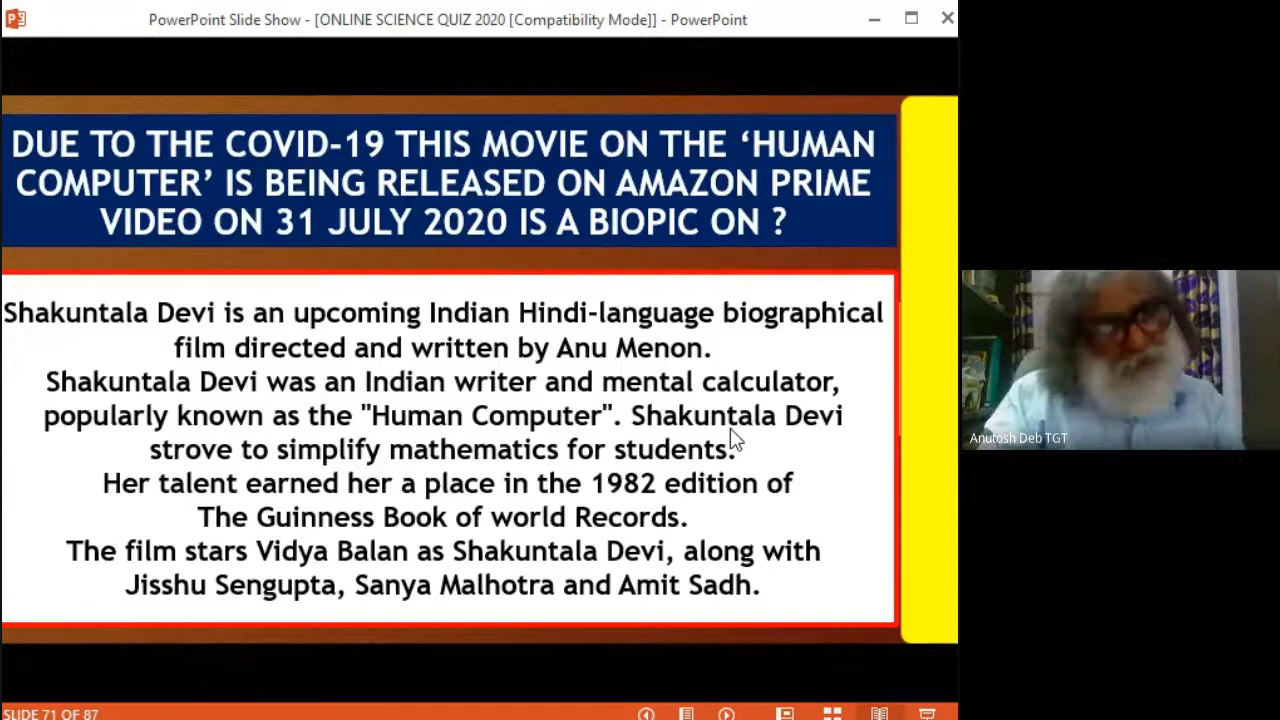 PowerPoint Slide Show - [ONLINE SCIENCE QUIZ 2020 [Compatibility Mode]] - PowerPoint
DUE TO THE COVID-19 THIS MOVIE ON THE ‘HUMAN
COMPUTER’ IS BEING RELEASED ON AMAZON PRIME
VIDEO ON 31 JULY 2020 IS A BIOPIC ON ?
Shakuntala Devi is an upcoming Indian Hindi-language biographical
film directed and written by Anu Menon.
Shakuntala Devi was an Indian writer and mental calculator,
popularly known as the "Human Computer". Shakuntala Devi
strove to simplify mathematics for students.
Her talent earned her a place in the 1982 edition of
The Guinness Book of world Records.
The film stars Vidya Balan as Shakuntala Devi, along with
Jisshu Sengupta, Sanya Malhotra and Amit Sadh.
Anutosh Deb TGT
SLIDE 71 OF 87